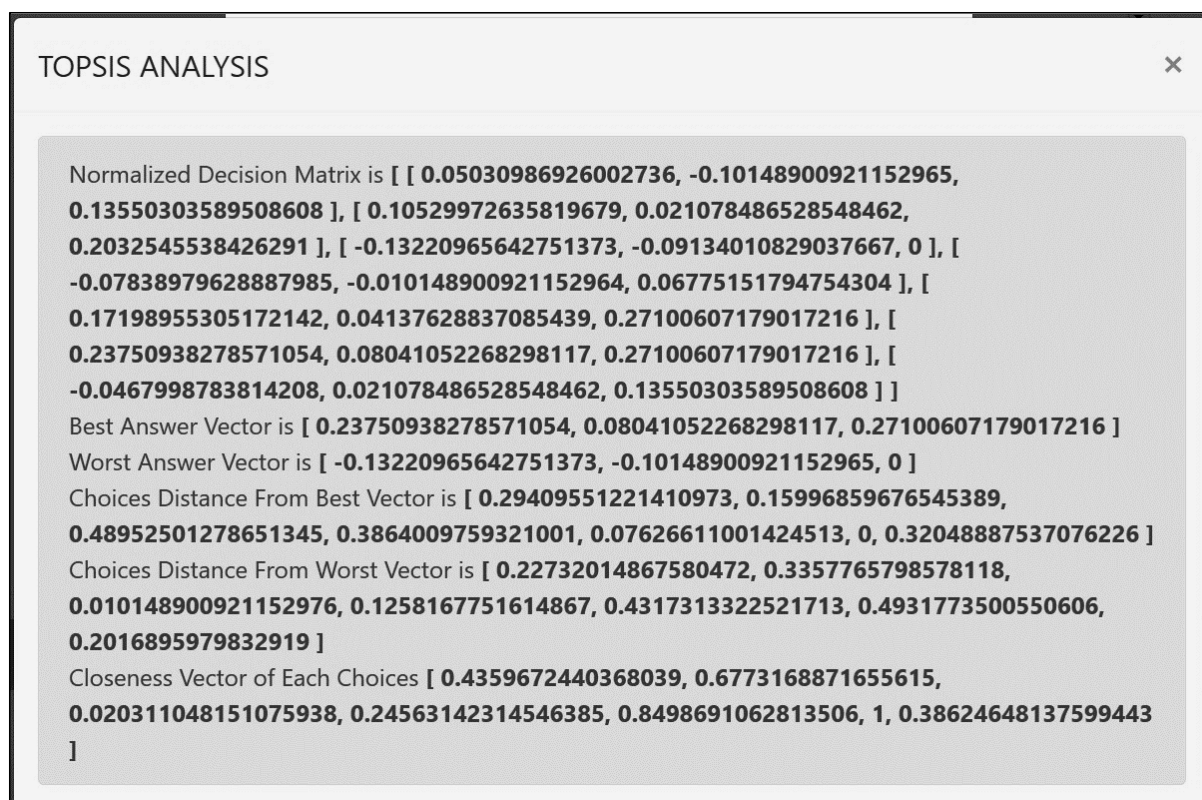 TOPSIS ANALYSIS
×
Normalized Decision Matrix is [ [ 0.05030986926002736, -0.10148900921152965,
0.13550303589508608 ], [ 0.10529972635819679, 0.021078486528548462,
0.2032545538426291 ], [ -0.13220965642751373, -0.09134010829037667, 0 ], [
-0.07838979628887985, -0.010148900921152964, 0.06775151794754304 ], [
0.17198955305172142, 0.04137628837085439, 0.27100607179017216 ], [
0.23750938278571054, 0.08041052268298117, 0.27100607179017216 ], [
-0.0467998783814208, 0.021078486528548462, 0.13550303589508608 ] ]
Best Answer Vector is [ 0.23750938278571054, 0.08041052268298117, 0.27100607179017216 ]
Worst Answer Vector is [ -0.13220965642751373, -0.10148900921152965, 0 ]
Choices Distance From Best Vector is [ 0.29409551221410973, 0.15996859676545389,
0.48952501278651345, 0.3864009759321001, 0.07626611001424513, 0, 0.32048887537076226 ]
Choices Distance From Worst Vector is [ 0.22732014867580472, 0.3357765798578118,
0.010148900921152976, 0.1258167751614867, 0.4317313322521713, 0.4931773500550606,
0.2016895979832919 ]
Closeness Vector of Each Choices [ 0.4359672440368039, 0.6773168871655615,
0.020311048151075938, 0.24563142314546385, 0.8498691062813506, 1, 0.38624648137599443
]